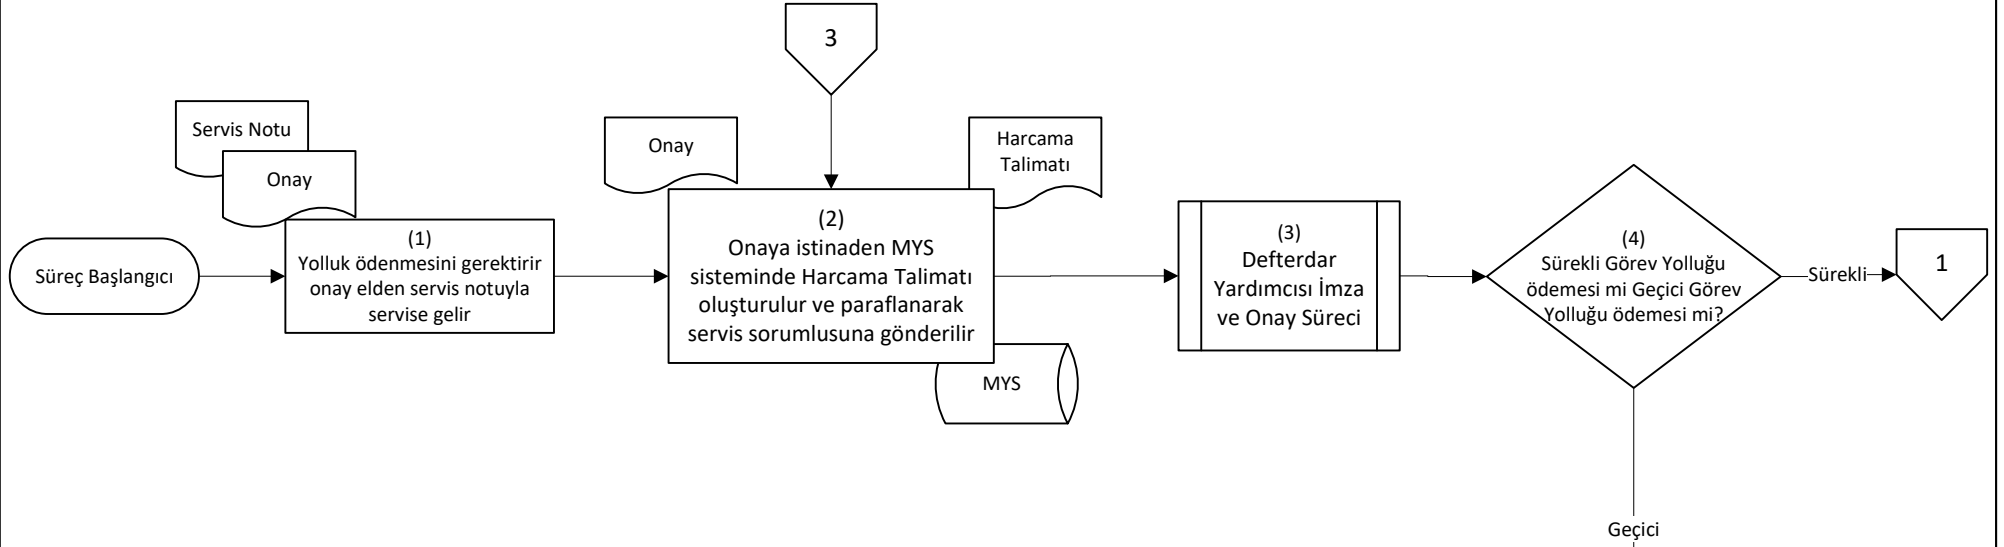 3
Servis Notu
Onay
Onay
Harcama
Talimatı
Süreç Başlangıcı
(1)
Yolluk ödenmesini gerektirir
onay elden servis notuyla
servise gelir
(2)
Onaya istinaden MYS
sisteminde Harcama Talimatı
oluşturulur ve paraflanarak
servis sorumlusuna gönderilir
MYS
(3)
Defterdar
Yardımcısı İmza
ve Onay Süreci
(4)
Sürekli Görev Yolluğu
ödemesi mi Geçici Görev
Yolluğu ödemesi mi?
Sürekli
1
Geçici